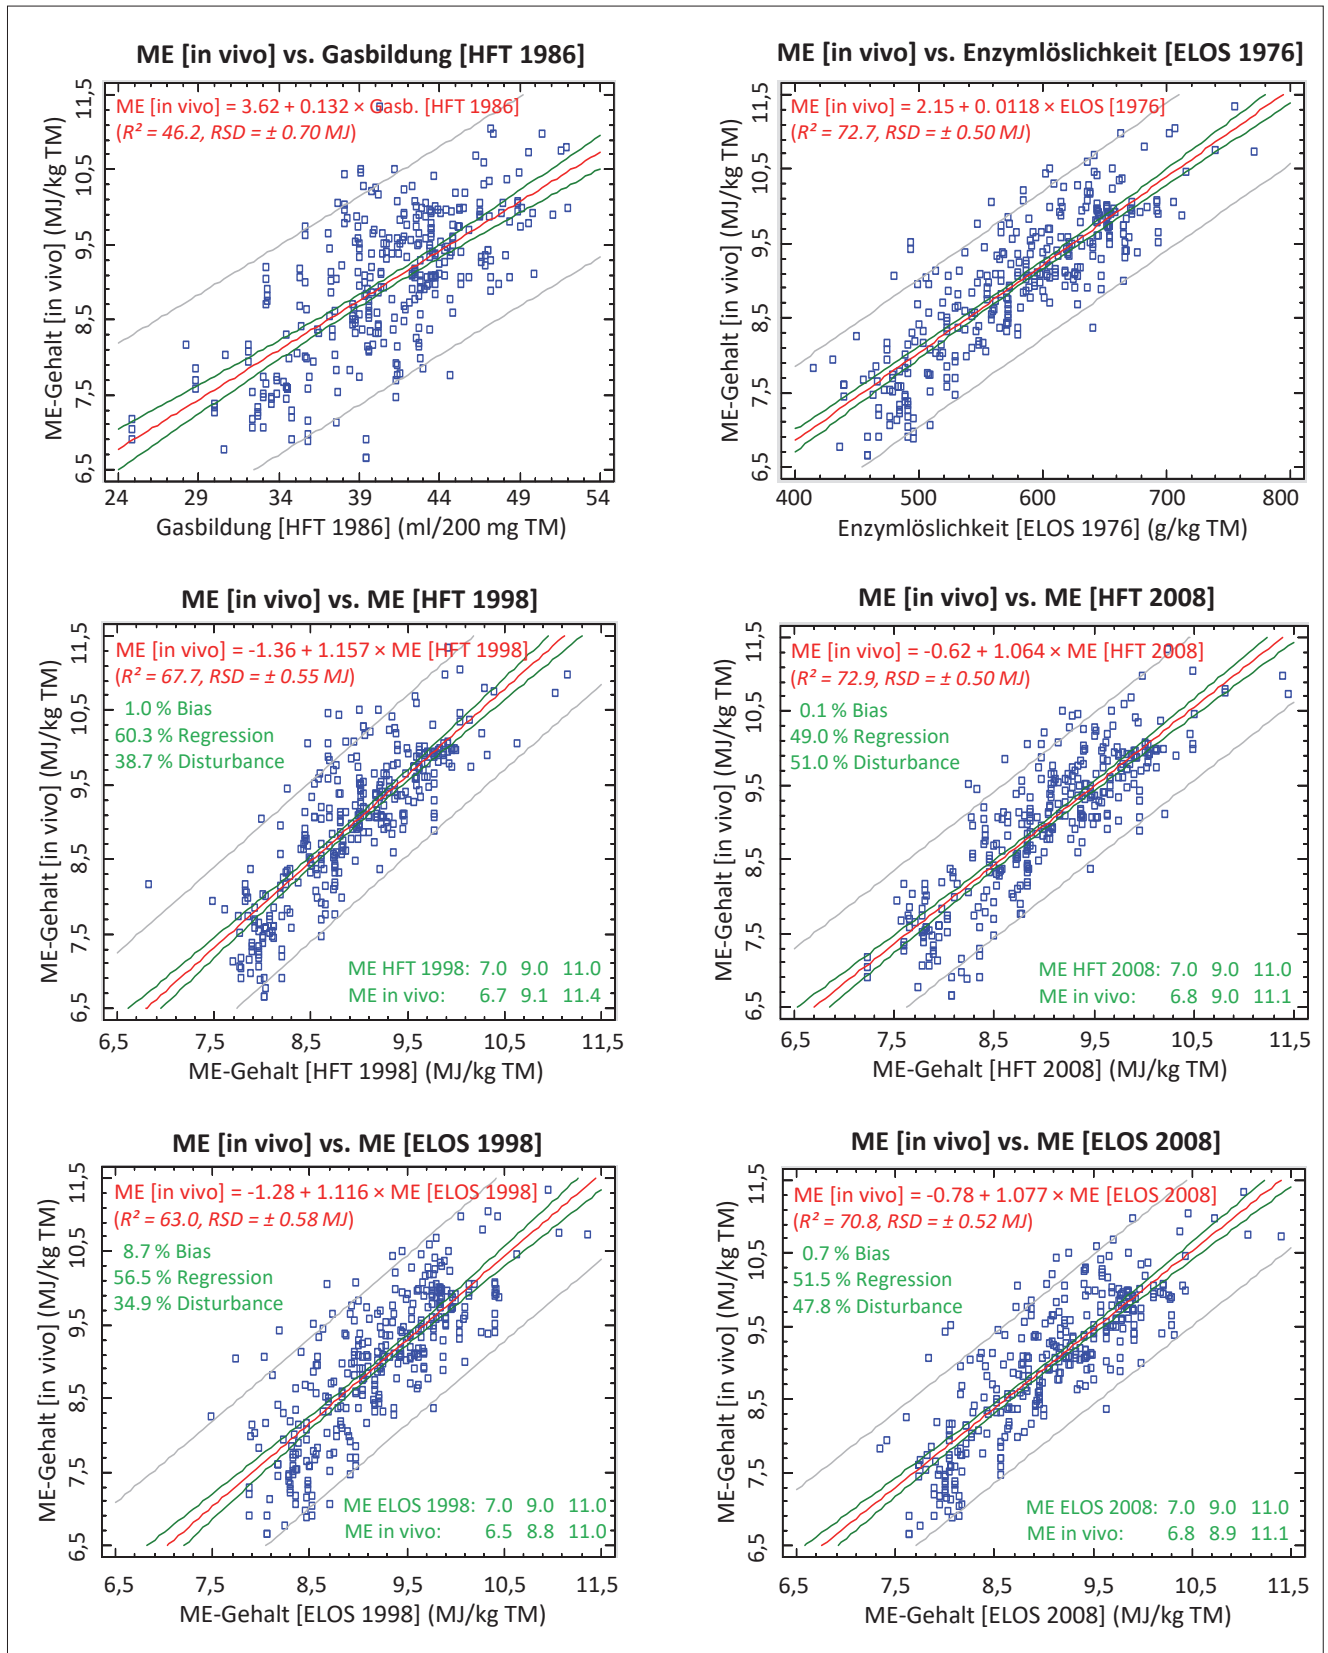 ME [in vivo] vs. Gasbildung [HFT 1986]
ME [in vivo] = 3.62 + 0.132 × Gasb. [HFT 1986]
(R² = 46.2, RSD = ± 0.70 MJ)
ME-Gehalt [in vivo] (MJ/kg TM)
11,5
10,5
9,5
8,5
7,5
6,5
24 29 34 39 44 49 54
Gasbildung [HFT 1986] (ml/200 mg TM)
ME [in vivo] vs. Enzymlöslichkeit [ELOS 1976]
ME [in vivo] = 2.15 + 0. 0118 × ELOS [1976]
(R² = 72.7, RSD = ± 0.50 MJ)
ME-Gehalt [in vivo] (MJ/kg TM)
11,5
10,5
9,5
8,5
7,5
6,5
400 500 600 700 800
Enzymlöslichkeit [ELOS 1976] (g/kg TM)
ME [in vivo] vs. ME [HFT 1998]
ME [in vivo] = -1.36 + 1.157 × ME [HFT 1998]
(R² = 67.7, RSD = ± 0.55 MJ)
1.0 % Bias
60.3 % Regression
38.7 % Disturbance
ME HFT 1998: 7.0 9.0 11.0
ME in vivo: 6.7 9.1 11.4
ME-Gehalt [in vivo] (MJ/kg TM)
11,5
10,5
9,5
8,5
7,5
6,5
6,5 7,5 8,5 9,5 10,5 11,5
ME-Gehalt [HFT 1998] (MJ/kg TM)
ME [in vivo] vs. ME [HFT 2008]
ME [in vivo] = -0.62 + 1.064 × ME [HFT 2008]
(R² = 72.9, RSD = ± 0.50 MJ)
0.1 % Bias
49.0 % Regression
51.0 % Disturbance
ME HFT 2008: 7.0 9.0 11.0
ME in vivo: 6.8 9.0 11.1
ME-Gehalt [in vivo] (MJ/kg TM)
11,5
10,5
9,5
8,5
7,5
6,5
6,5 7,5 8,5 9,5 10,5 11,5
ME-Gehalt [HFT 2008] (MJ/kg TM)
ME [in vivo] vs. ME [ELOS 1998]
ME [in vivo] = -1.28 + 1.116 × ME [ELOS 1998]
(R² = 63.0, RSD = ± 0.58 MJ)
8.7 % Bias
56.5 % Regression
34.9 % Disturbance
ME ELOS 1998: 7.0 9.0 11.0
ME in vivo: 6.5 8.8 11.0
ME-Gehalt [in vivo] (MJ/kg TM)
11,5
10,5
9,5
8,5
7,5
6,5
6,5 7,5 8,5 9,5 10,5 11,5
ME-Gehalt [ELOS 1998] (MJ/kg TM)
ME [in vivo] vs. ME [ELOS 2008]
ME [in vivo] = -0.78 + 1.077 × ME [ELOS 2008]
(R² = 70.8, RSD = ± 0.52 MJ)
0.7 % Bias
51.5 % Regression
47.8 % Disturbance
ME ELOS 2008: 7.0 9.0 11.0
ME in vivo: 6.8 8.9 11.1
ME-Gehalt [in vivo] (MJ/kg TM)
11,5
10,5
9,5
8,5
7,5
6,5
6,5 7,5 8,5 9,5 10,5 11,5
ME-Gehalt [ELOS 2008] (MJ/kg TM)